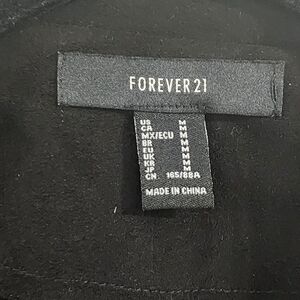 FOREVER 21
US M
CA M
MX/ECU M
BR M
EU M
UK M
KR M
JP M
CN 165/88A
MADE IN CHINA